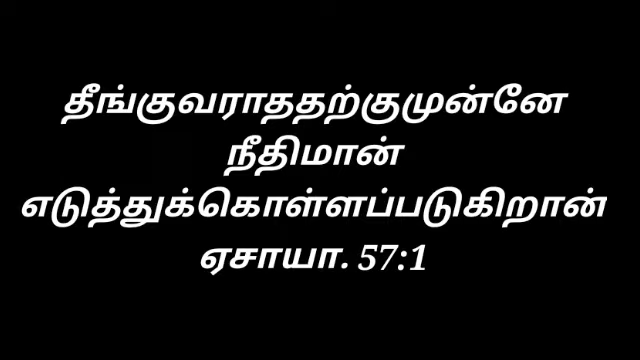 தீங்குவராததற்குமுன்னே
நீதிமான்
எடுத்துக்கொள்ளப்படுகிறான்
ஏசாயா. 57:1